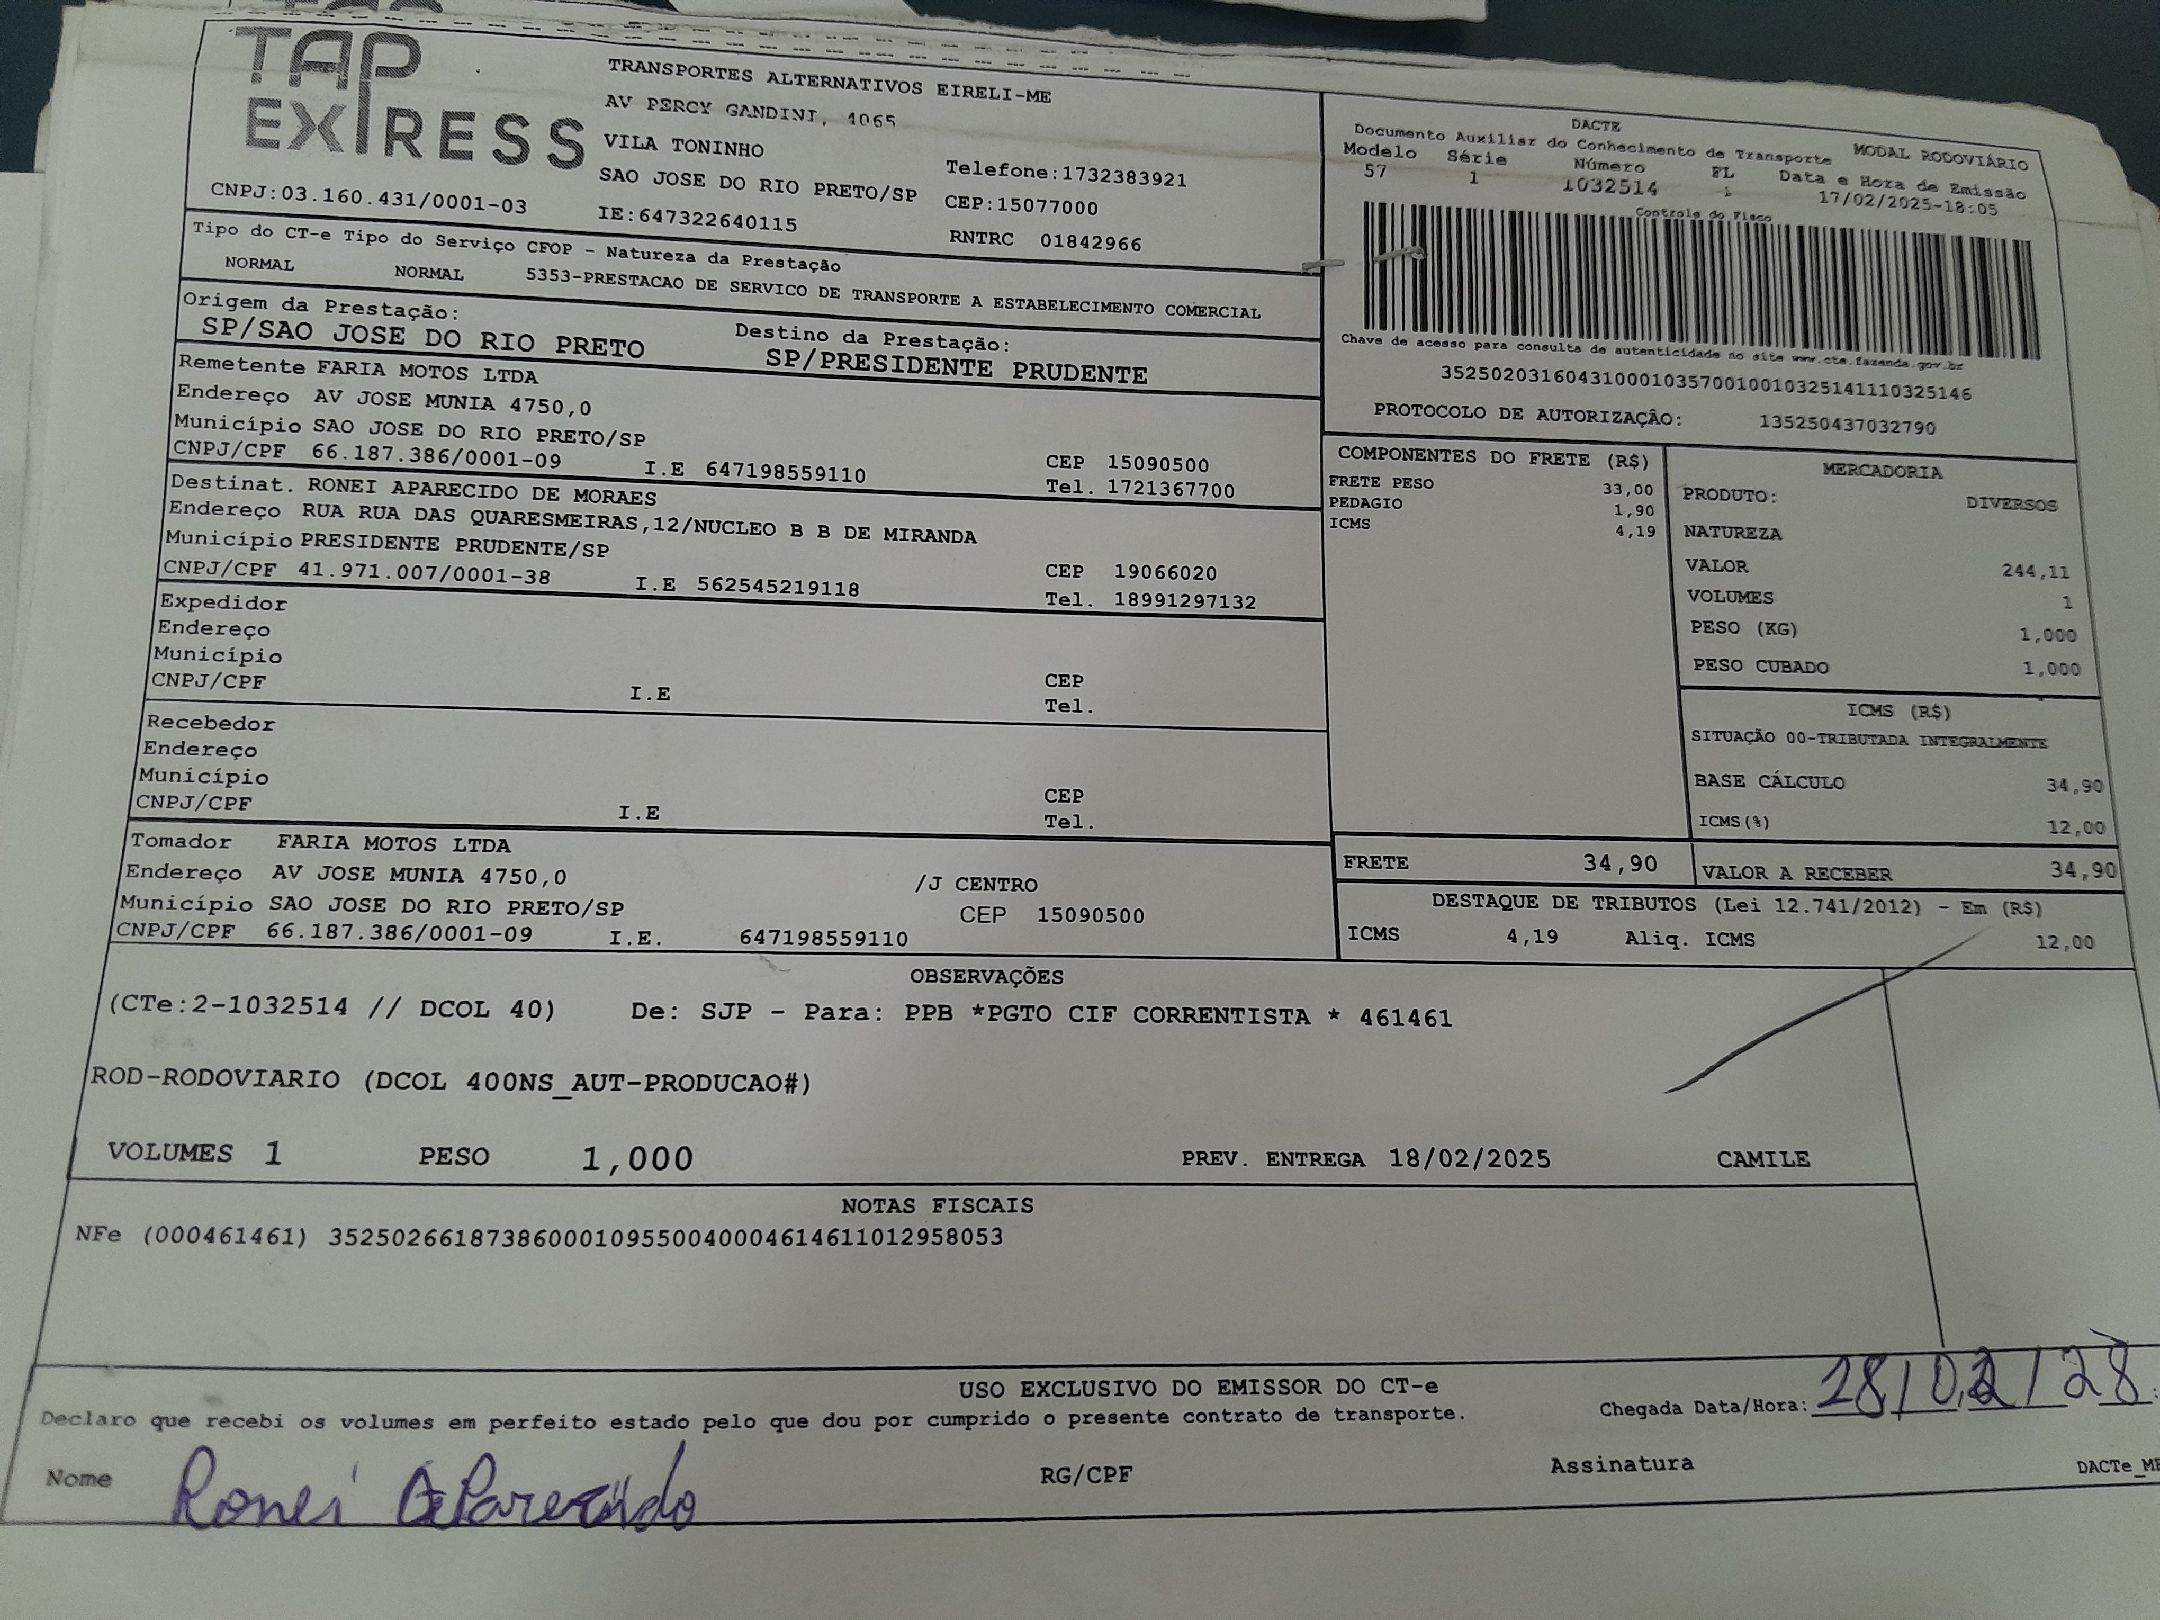 TAP
EXPRESS
CNPJ:03.160.431/0001-03
TRANSPORTES ALTERNATIVOS EIRELI-ME
AV PERCY GANDINI, 4065
VILA TONINHO
SAO JOSE DO RIO PRETO/SP
IE:647322640115
Telefone:1732383921
CEP:15077000
RNTRC 01842966
DACTE
Documento Auxiliar do Conhecimento de Transporte MODAL RODOVIÁRIO
Modelo Série Número FL Data e Hora de Emissão
57 1 1032514 1 17/02/2025-18:05
Controle do Fisco
Chave de acesso para consulta de autenticidade no site www.cte.fazenda.gov.br
35250203160431000103570010010325141110325146
PROTOCOLO DE AUTORIZAÇÃO: 135250437032790
Tipo do CT-e Tipo do Serviço CFOP - Natureza da Prestação
NORMAL NORMAL 5353-PRESTACAO DE SERVICO DE TRANSPORTE A ESTABELECIMENTO COMERCIAL
Origem da Prestação: Destino da Prestação:
SP/SAO JOSE DO RIO PRETO SP/PRESIDENTE PRUDENTE
Remetente FARIA MOTOS LTDA
Endereço AV JOSE MUNIA 4750,0
Município SAO JOSE DO RIO PRETO/SP CEP 15090500
CNPJ/CPF 66.187.386/0001-09 I.E 647198559110 Tel. 1721367700
Destinat. RONEI APARECIDO DE MORAES
Endereço RUA RUA DAS QUARESMEIRAS,12/NUCLEO B B DE MIRANDA
Município PRESIDENTE PRUDENTE/SP CEP 19066020
CNPJ/CPF 41.971.007/0001-38 I.E 562545219118 Tel. 18991297132
Expedidor
Endereço
Município CEP
CNPJ/CPF I.E Tel.
Recebedor
Endereço
Município CEP
CNPJ/CPF I.E Tel.
Tomador FARIA MOTOS LTDA
Endereço AV JOSE MUNIA 4750,0 /J CENTRO
Município SAO JOSE DO RIO PRETO/SP CEP 15090500
CNPJ/CPF 66.187.386/0001-09 I.E. 647198559110
COMPONENTES DO FRETE (R$)
FRETE PESO 33,00
PEDAGIO 1,90
ICMS 4,19
MERCADORIA
PRODUTO: DIVERSOS
NATUREZA
VALOR 244,11
VOLUMES 1
PESO (KG) 1,000
PESO CUBADO 1,000
ICMS (R$)
SITUAÇÃO 00-TRIBUTADA INTEGRALMENTE
BASE CÁLCULO 34,90
ICMS(%) 12,00
FRETE 34,90 VALOR A RECEBER 34,90
DESTAQUE DE TRIBUTOS (Lei 12.741/2012) - Em (R$)
ICMS 4,19 Aliq. ICMS 12,00
OBSERVAÇÕES
(CTe:2-1032514 // DCOL 40) De: SJP - Para: PPB *PGTO CIF CORRENTISTA * 461461
ROD-RODOVIARIO (DCOL 400NS_AUT-PRODUCAO#)
VOLUMES 1 PESO 1,000 PREV. ENTREGA 18/02/2025 CAMILE
NOTAS FISCAIS
NFe (000461461) 35250266187386000109550040004614611012958053
USO EXCLUSIVO DO EMISSOR DO CT-e
Declaro que recebi os volumes em perfeito estado pelo que dou por cumprido o presente contrato de transporte. Chegada Data/Hora: 28/02/28
Nome Ronei Aparecido RG/CPF Assinatura DACTe_